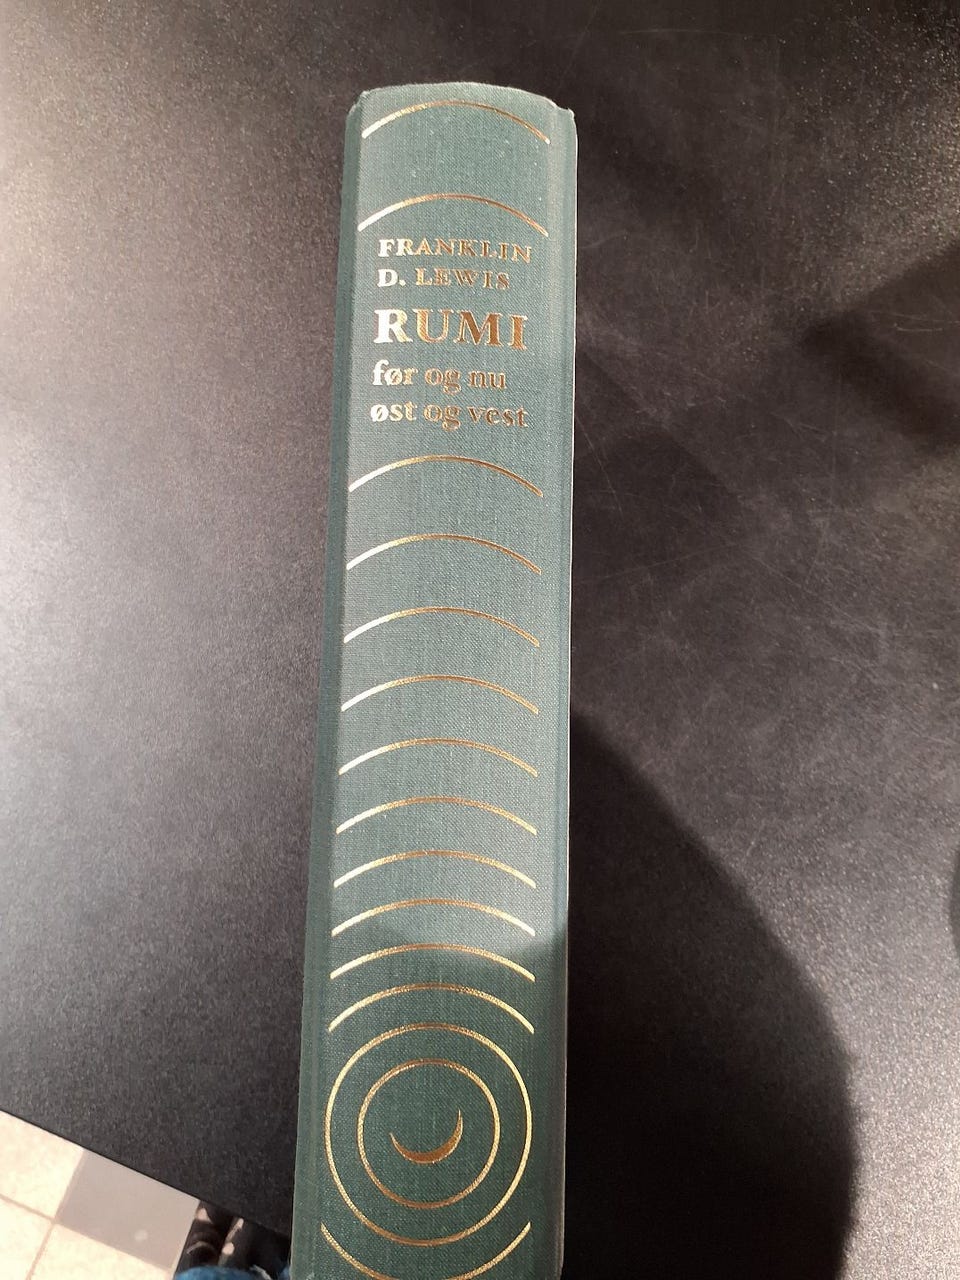 FRANKLIN
D. LEWIS
RUMI
før og nu
øst og vest